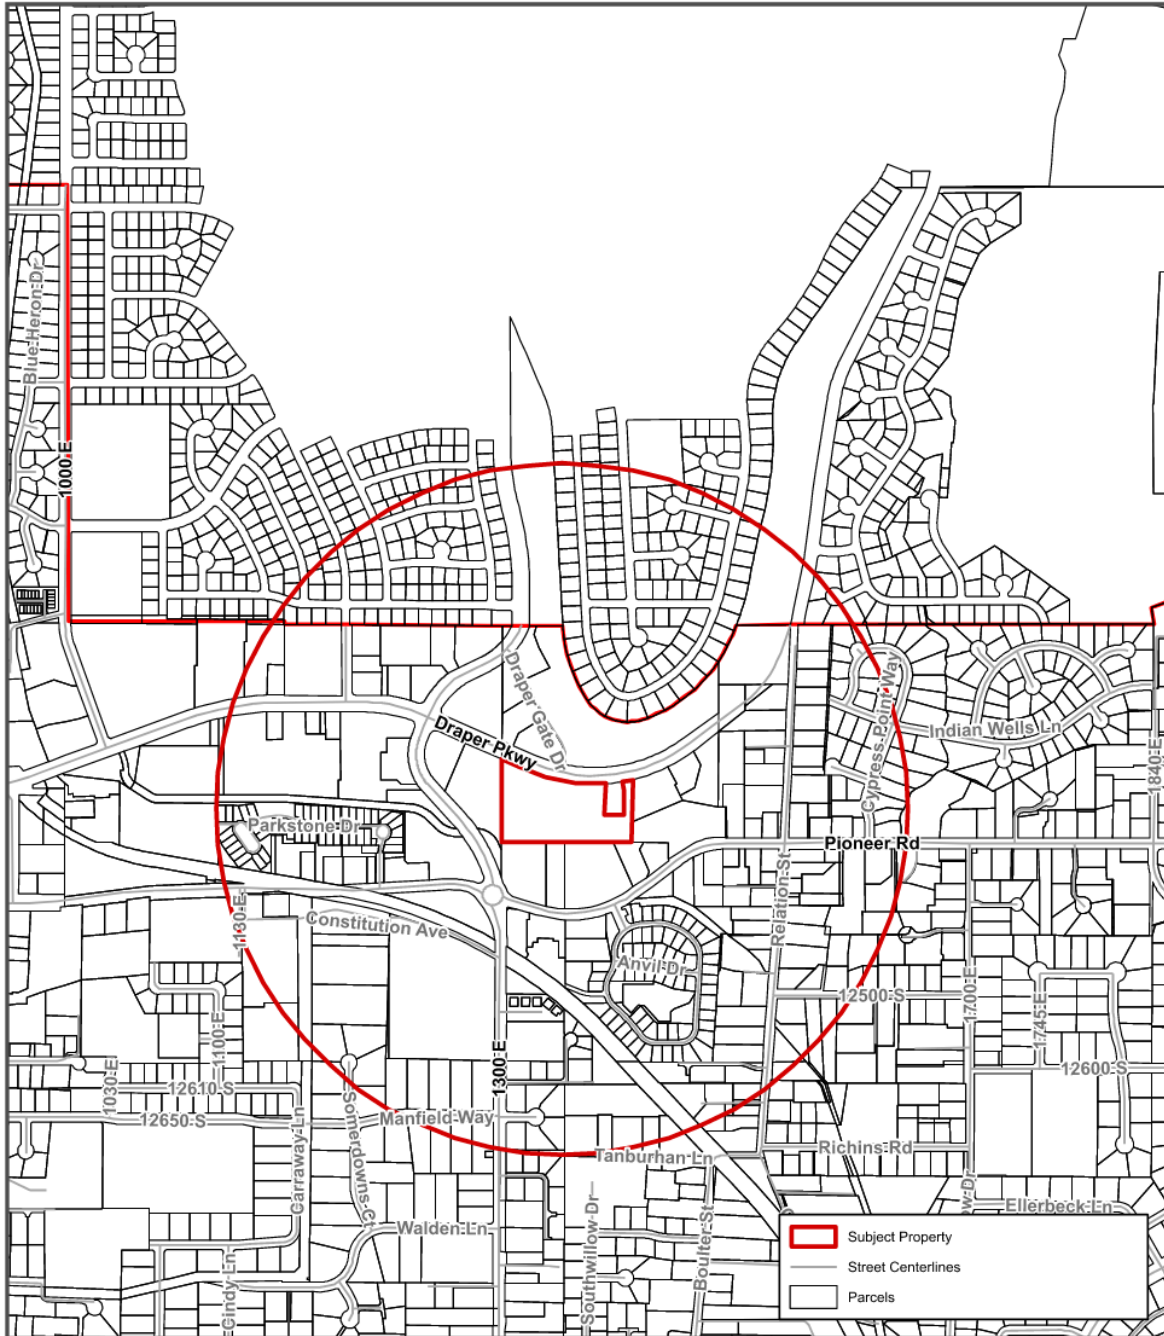 Blue Heron Dr
1000 E
Draper Gate Dr
Draper Pkwy
Cypress Point Way
Indian Wells Ln
1840 E
Parkstone Dr
Pioneer Rd
Relation St
1130 E
Constitution Ave
Anvil Dr
12500 S
1700 E
1745 E
1100 E
1300 E
12600 S
1030 E
12610 S
12650 S
Manfield Way
Somerdowns Ct
Carraway Ln
Tanburhan Ln
Richins Rd
Walden Ln
Southwillow Dr
Boulter St
w Dr
Ellerbeck Ln
Cindy Ln
Subject Property
Street Centerlines
Parcels